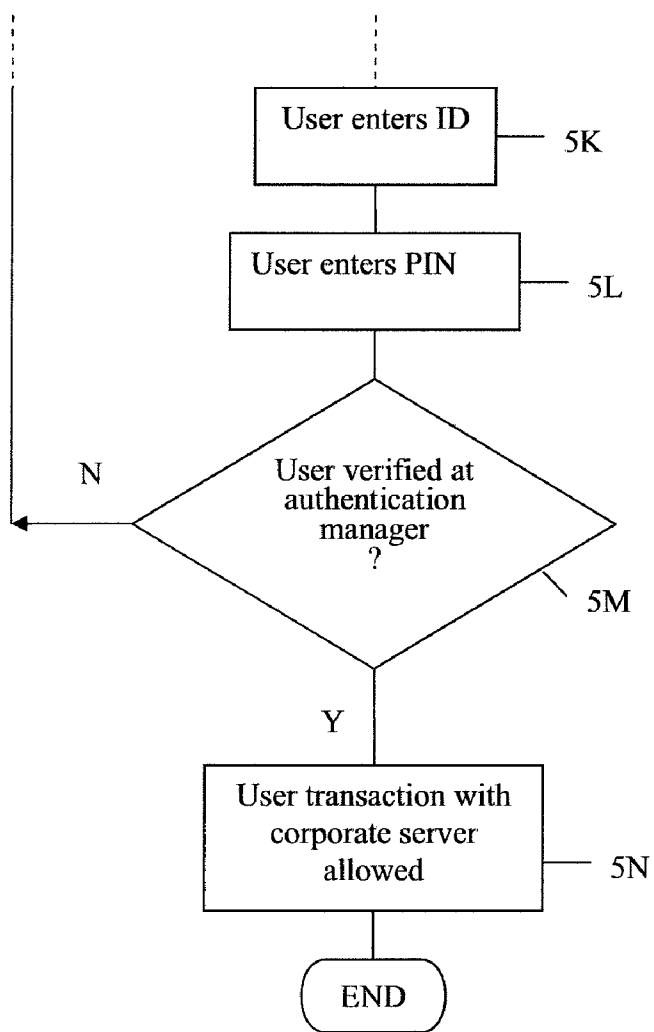 User enters ID
5K
User enters PIN
5L
N
User verified at
authentication
manager
?
5M
Y
User transaction with
corporate server
allowed
5N
END